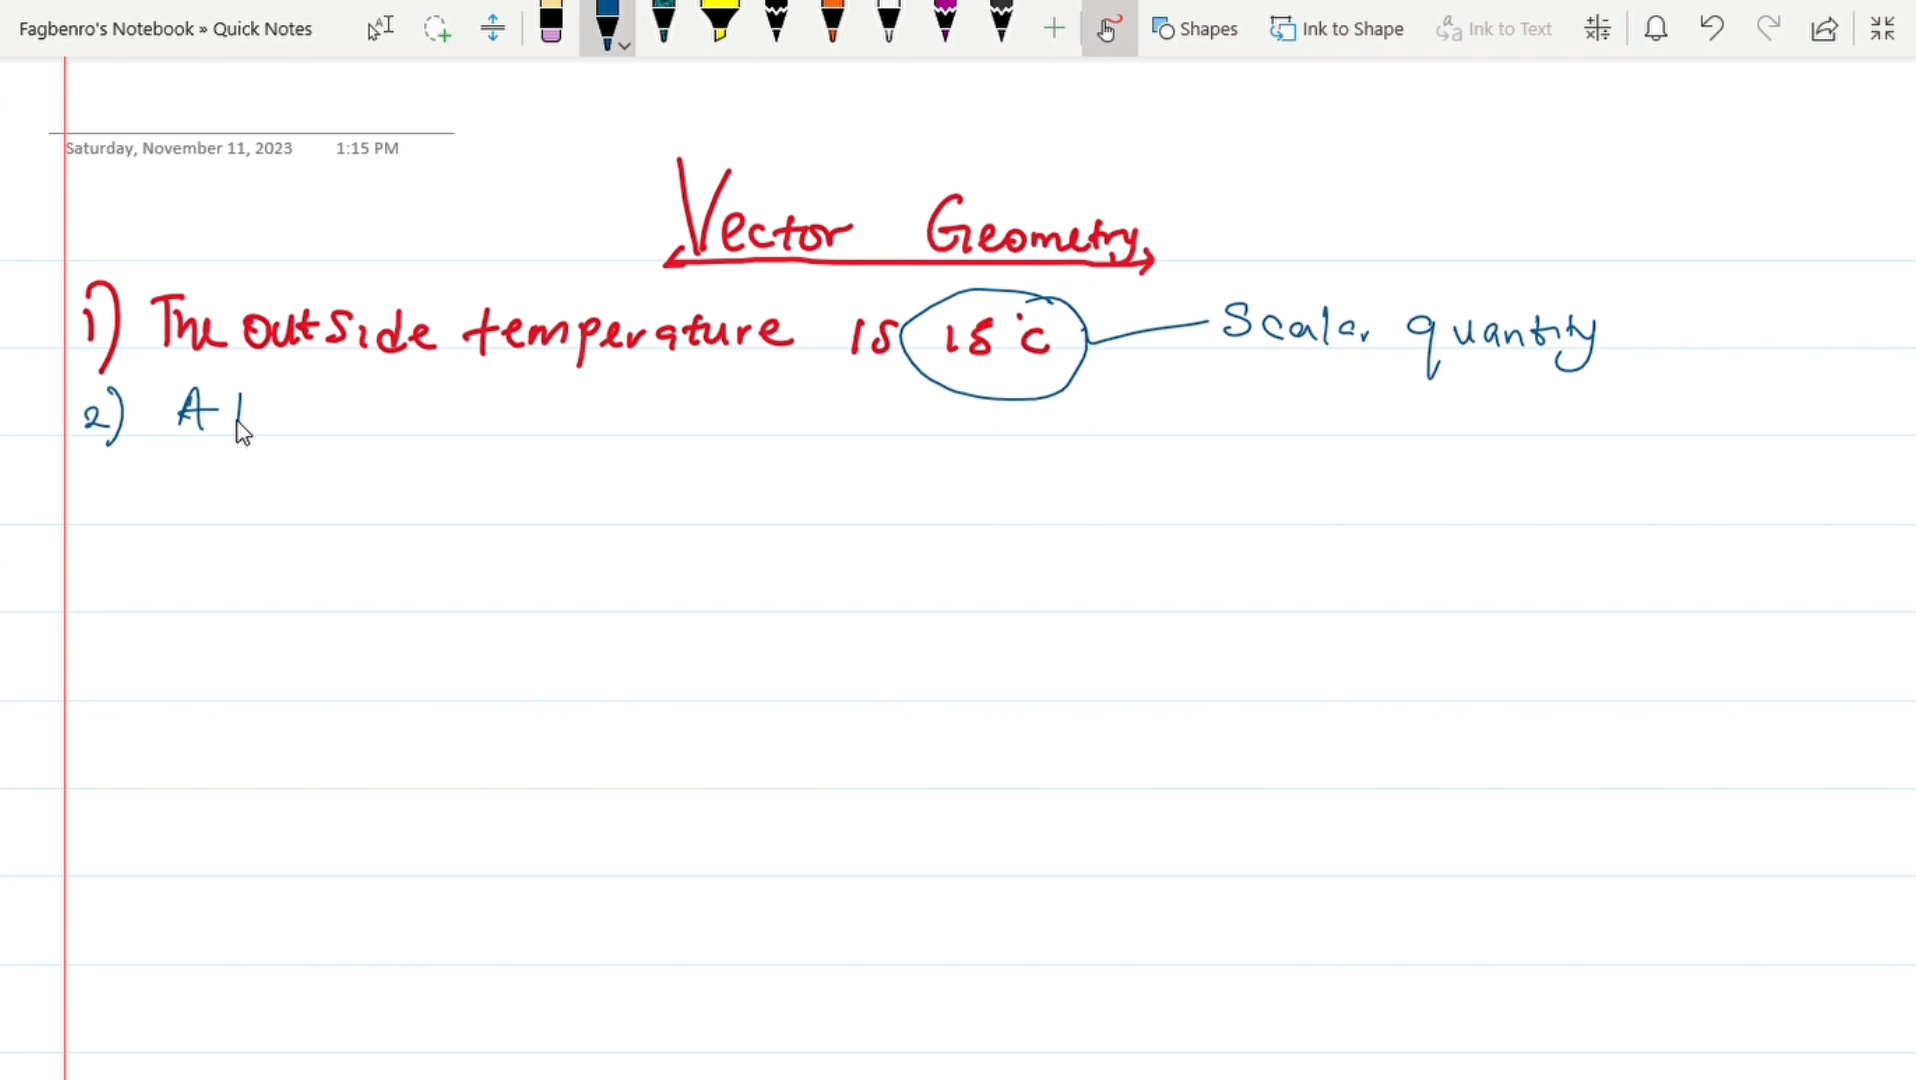 Fagbenro's Notebook » Quick Notes Shapes Ink to Shape Ink to Text
Saturday, November 11, 2023 1:15 PM
Vector Geometry
1) The outside temperature is 15°C Scalar quantity
2) A